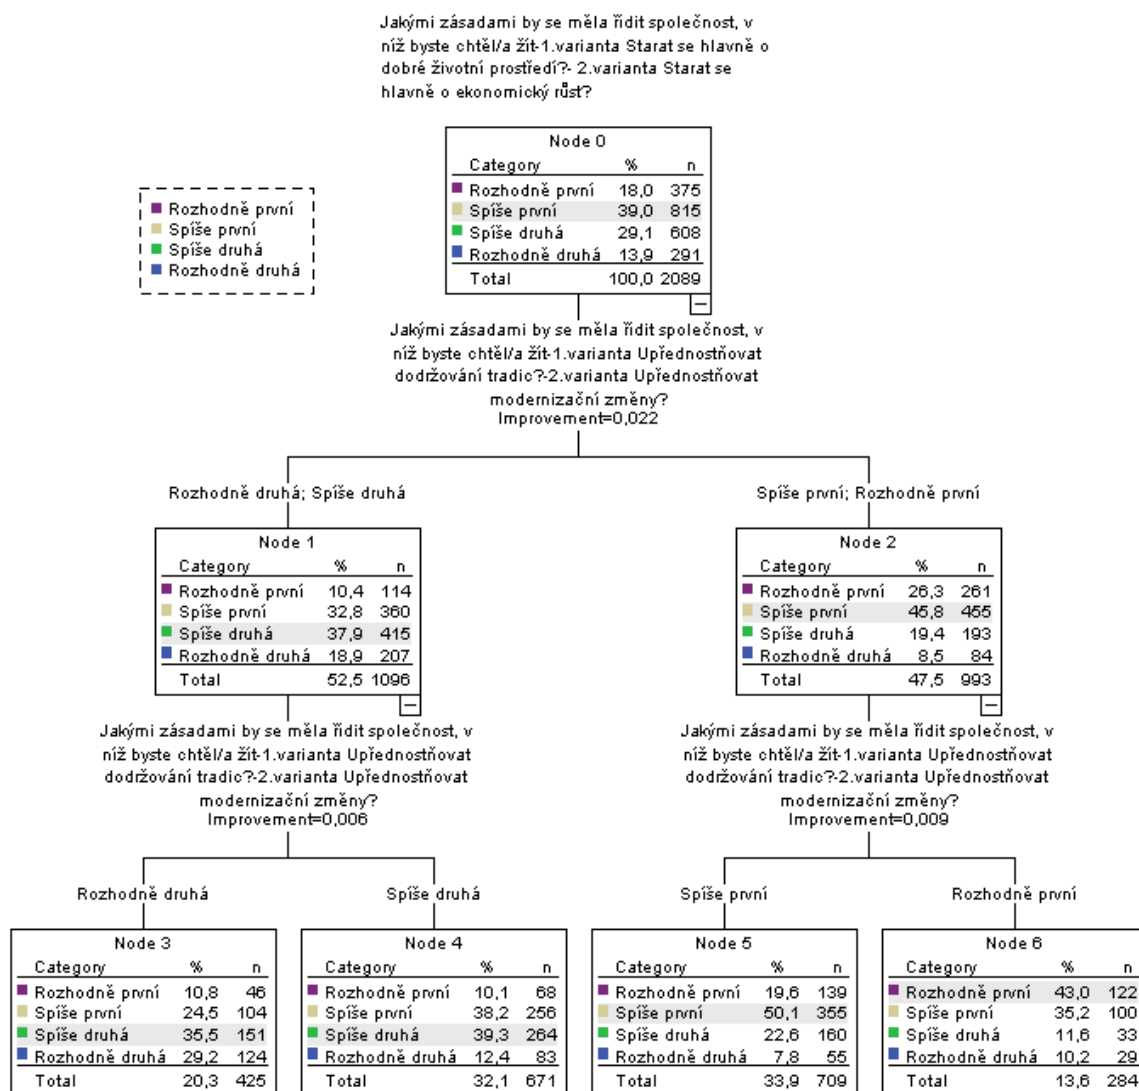 Jakými zásadami by se měla řídit společnost, v
níž byste chtěl/a žít-1.varianta Starat se hlavně o
dobré životní prostředí?- 2.varianta Starat se
hlavně o ekonomický růst?
Node 0
Category % n
Rozhodně první 18,0 375
Spíše první 39,0 815
Spíše druhá 29,1 608
Rozhodně druhá 13,9 291
Total 100,0 2089
Rozhodně první
Spíše první
Spíše druhá
Rozhodně druhá
Jakými zásadami by se měla řídit společnost, v
níž byste chtěl/a žít-1.varianta Upřednostňovat
dodržování tradic?-2.varianta Upřednostňovat
modernizační změny?
Improvement=0,022
Rozhodně druhá; Spíše druhá
Spíše první; Rozhodně první
Node 1
Category % n
Rozhodně první 10,4 114
Spíše první 32,8 360
Spíše druhá 37,9 415
Rozhodně druhá 18,9 207
Total 52,5 1096
Node 2
Category % n
Rozhodně první 26,3 261
Spíše první 45,8 455
Spíše druhá 19,4 193
Rozhodně druhá 8,5 84
Total 47,5 993
Jakými zásadami by se měla řídit společnost, v
níž byste chtěl/a žít-1.varianta Upřednostňovat
dodržování tradic?-2.varianta Upřednostňovat
modernizační změny?
Improvement=0,006
Jakými zásadami by se měla řídit společnost, v
níž byste chtěl/a žít-1.varianta Upřednostňovat
dodržování tradic?-2.varianta Upřednostňovat
modernizační změny?
Improvement=0,009
Rozhodně druhá
Spíše druhá
Spíše první
Rozhodně první
Node 3
Category % n
Rozhodně první 10,8 46
Spíše první 24,5 104
Spíše druhá 35,5 151
Rozhodně druhá 29,2 124
Total 20,3 425
Node 4
Category % n
Rozhodně první 10,1 68
Spíše první 38,2 256
Spíše druhá 39,3 264
Rozhodně druhá 12,4 83
Total 32,1 671
Node 5
Category % n
Rozhodně první 19,6 139
Spíše první 50,1 355
Spíše druhá 22,6 160
Rozhodně druhá 7,8 55
Total 33,9 709
Node 6
Category % n
Rozhodně první 43,0 122
Spíše první 35,2 100
Spíše druhá 11,6 33
Rozhodně druhá 10,2 29
Total 13,6 284